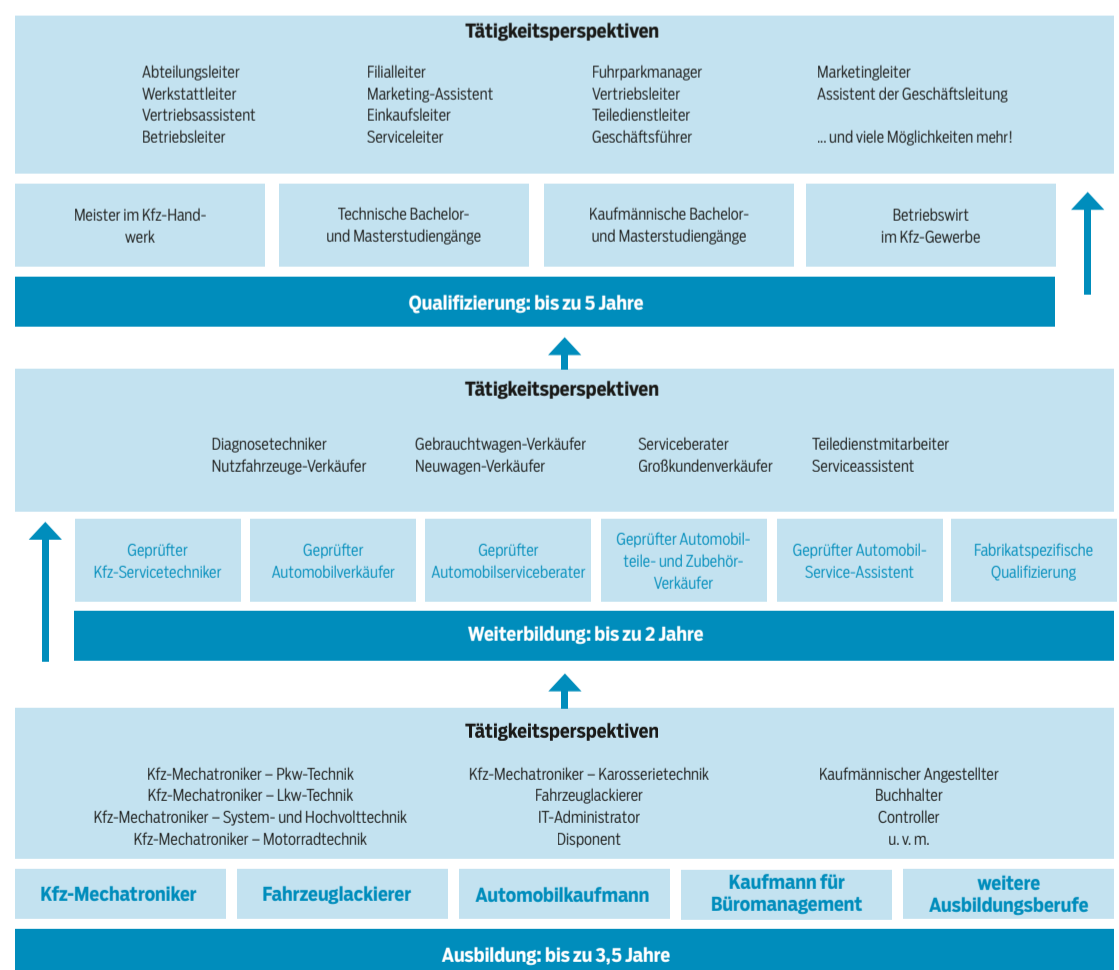 Tätigkeitsperspektiven
Abteilungsleiter
Werkstattleiter
Vertriebsassistent
Betriebsleiter
Filialleiter
Marketing-Assistent
Einkaufsleiter
Serviceleiter
Fuhrparkmanager
Vertriebsleiter
Teiledienstleiter
Geschäftsführer
Marketingleiter
Assistent der Geschäftsleitung
... und viele Möglichkeiten mehr!
Meister im Kfz-Hand-
werk
Technische Bachelor-
und Masterstudiengänge
Kaufmännische Bachelor-
und Masterstudiengänge
Betriebswirt
im Kfz-Gewerbe
Qualifizierung: bis zu 5 Jahre
Tätigkeitsperspektiven
Diagnosetechniker
Nutzfahrzeuge-Verkäufer
Gebrauchtwagen-Verkäufer
Neuwagen-Verkäufer
Serviceberater
Großkundenverkäufer
Teiledienstmitarbeiter
Serviceassistent
Geprüfter
Kfz-Servicetechniker
Geprüfter
Automobilverkäufer
Geprüfter
Automobilserviceberater
Geprüfter Automobil-
teile- und Zubehör-
Verkäufer
Geprüfter Automobil-
Service-Assistent
Fabrikatspezifische
Qualifizierung
Weiterbildung: bis zu 2 Jahre
Tätigkeitsperspektiven
Kfz-Mechatroniker – Pkw-Technik
Kfz-Mechatroniker – Lkw-Technik
Kfz-Mechatroniker – System- und Hochvolttechnik
Kfz-Mechatroniker – Motorradtechnik
Kfz-Mechatroniker – Karosserietechnik
Fahrzeuglackierer
IT-Administrator
Disponent
Kaufmännischer Angestellter
Buchhalter
Controller
u. v. m.
Kfz-Mechatroniker
Fahrzeuglackierer
Automobilkaufmann
Kaufmann für
Büromanagement
weitere
Ausbildungsberufe
Ausbildung: bis zu 3,5 Jahre